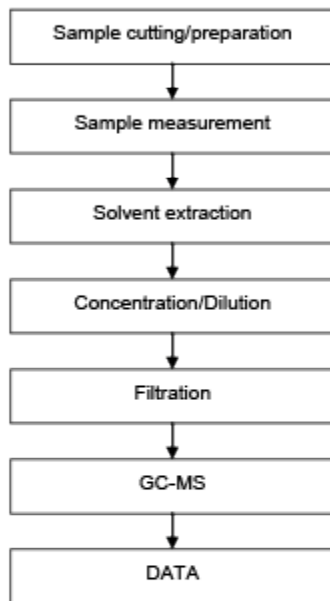 Sample cutting/preparation
Sample measurement
Solvent extraction
Concentration/Dilution
Filtration
GC-MS
DATA